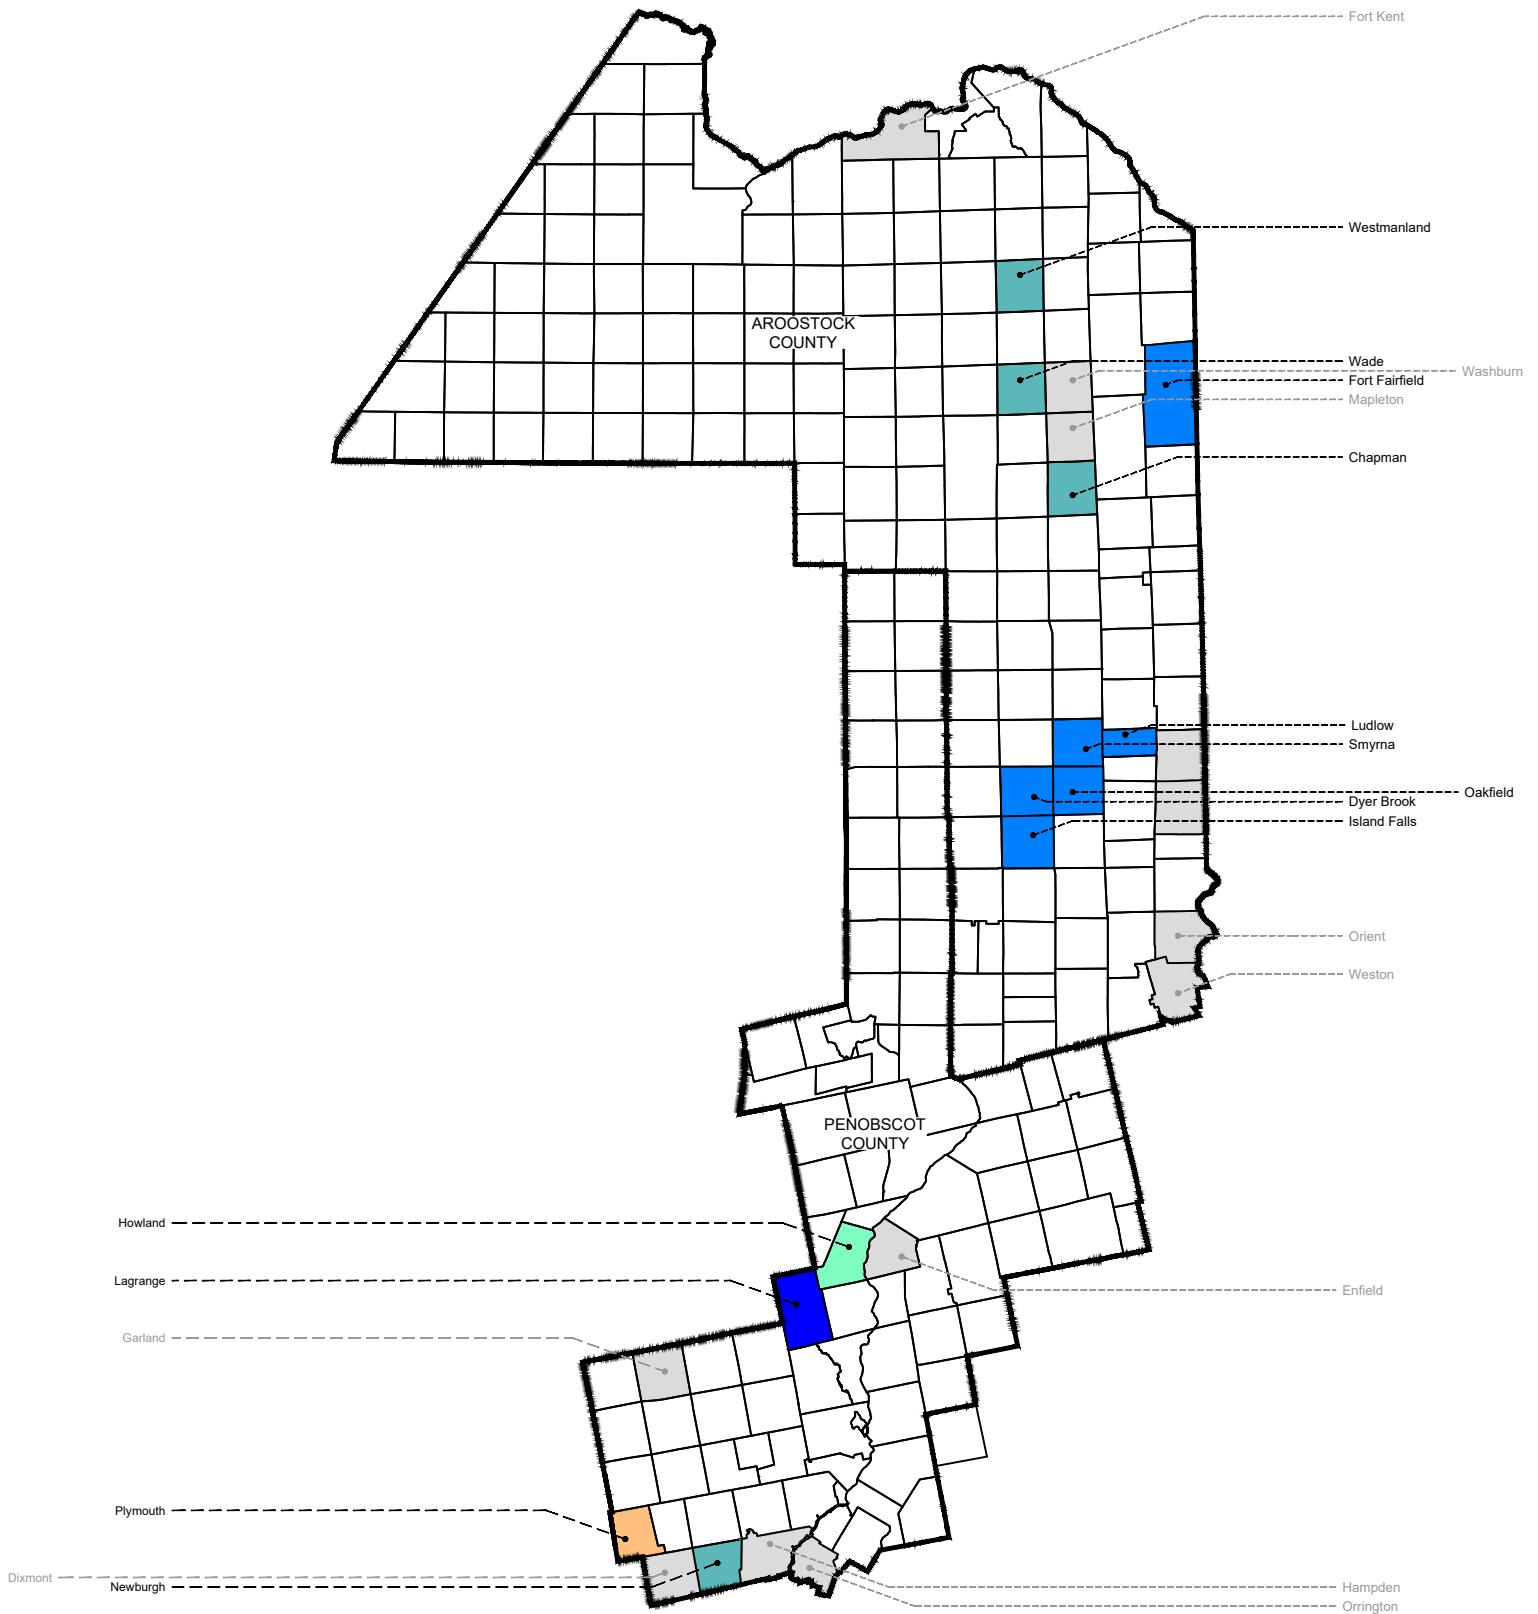 Fort Kent
Westmanland
AROOSTOCK
COUNTY
Wade
Washburn
Fort Fairfield
Mapleton
Chapman
Ludlow
Smyrna
Oakfield
Dyer Brook
Island Falls
Orient
Weston
PENOBSCOT
COUNTY
Howland
Lagrange
Enfield
Garland
Plymouth
Dixmont
Newburgh
Hampden
Orrington